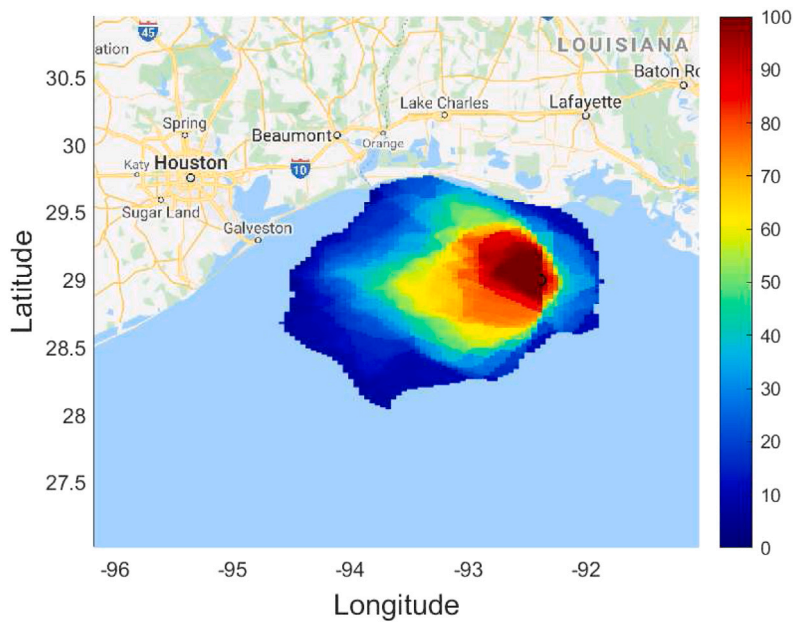 45
ation
LOUISIANA
Baton Ro
Lake Charles
Lafayette
Spring
Beaumont
Orange
Katy
Houston
10
Sugar Land
Galveston
30.5
30
29.5
29
28.5
28
27.5
Latitude
-96
-95
-94
-93
-92
Longitude
100
90
80
70
60
50
40
30
20
10
0